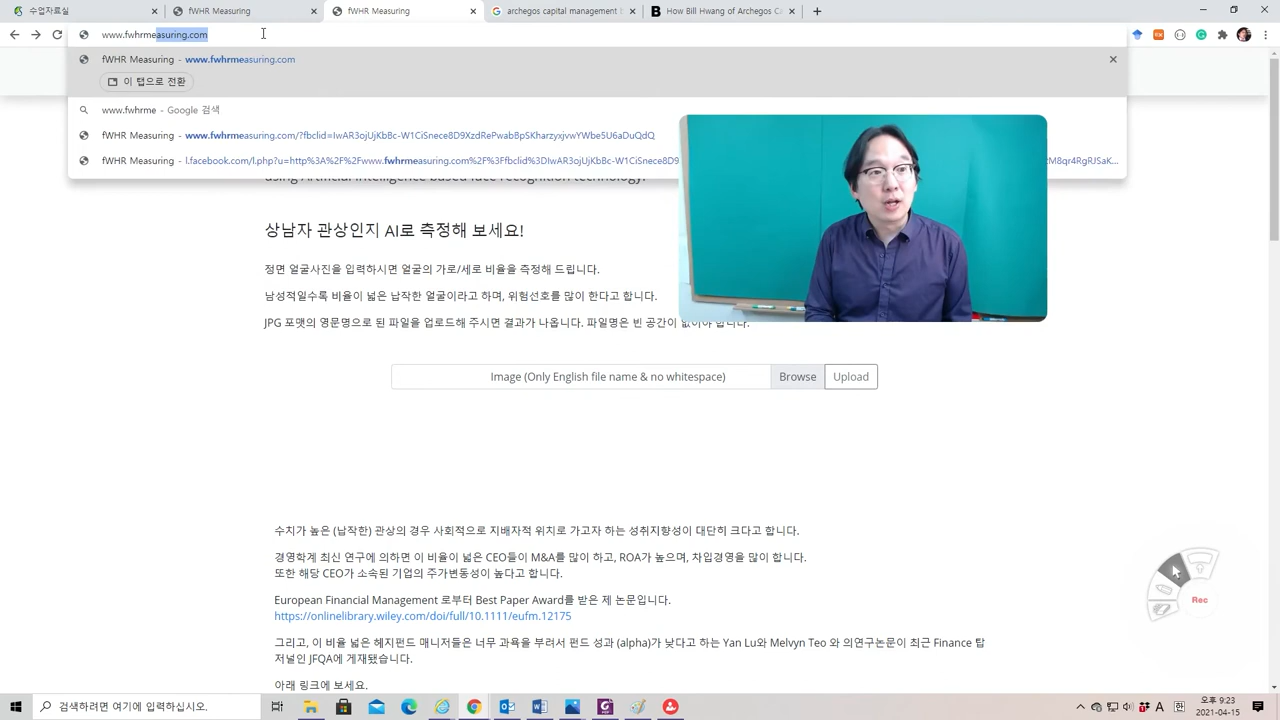 수업자료실
fWHR Measuring
fWHR Measuring
archegos capital management
How Bill Hwang of Archegos Ca
www.fwhrmeasuring.com
fWHR Measuring - www.fwhrmeasuring.com
이 탭으로 전환
www.fwhrme - Google 검색
fWHR Measuring - www.fwhrmeasuring.com/?fbclid=IwAR3ojUjKbBc-W1CiSnece8D9XzdRePwabBpSKharzyxjvwYWbe5U6aDuQdQ
fWHR Measuring - l.facebook.com/l.php?u=http%3A%2F%2Fwww.fwhrmeasuring.com%2F%3Ffbclid%3DIwAR3ojUjKbBc-W1CiSnece8D9
using Artificial Intelligence based face recognition technology.
상남자 관상인지 AI로 측정해 보세요!
정면 얼굴사진을 입력하시면 얼굴의 가로/세로 비율을 측정해 드립니다.
남성적일수록 비율이 넓은 납작한 얼굴이라고 하며, 위험선호를 많이 한다고 합니다.
JPG 포맷의 영문명으로 된 파일을 업로드해 주시면 결과가 나옵니다. 파일명은 빈 공간이 없어야 합니다.
Image (Only English file name & no whitespace) Browse Upload
수치가 높은 (납작한) 관상의 경우 사회적으로 지배자적 위치로 가고자 하는 성취지향성이 대단히 크다고 합니다.
경영학계 최신 연구에 의하면 이 비율이 넓은 CEO들이 M&A를 많이 하고, ROA가 높으며, 차입경영을 많이 합니다.
또한 해당 CEO가 소속된 기업의 주가변동성이 높다고 합니다.
European Financial Management 로부터 Best Paper Award를 받은 제 논문입니다.
https://onlinelibrary.wiley.com/doi/full/10.1111/eufm.12175
그리고, 이 비율 넓은 헤지펀드 매니저들은 너무 과욕을 부려서 펀드 성과 (alpha)가 낮다고 하는 Yan Lu와 Melvyn Teo 와 의연구논문이 최근 Finance 탑
저널인 JFQA에 게재됐습니다.
아래 링크에 보세요.
Rec
검색하려면 여기에 입력하십시오.
A 한
오후 9:23
2021-04-15